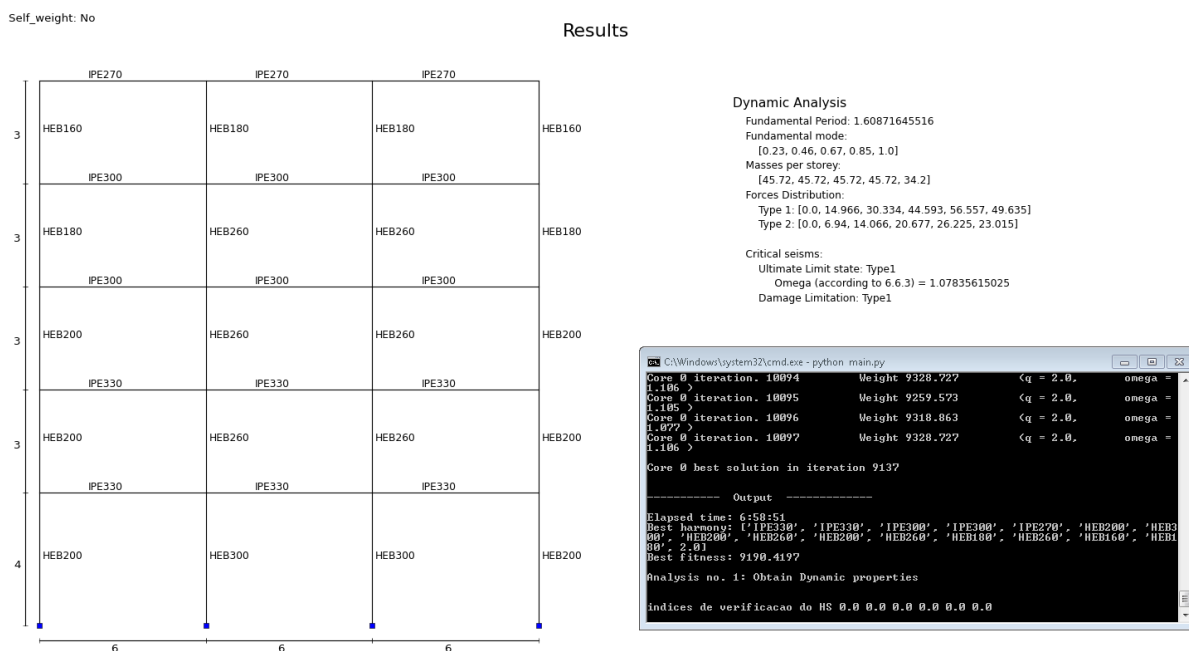 Self_weight: No
Results
IPE270 IPE270 IPE270
3 HEB160 HEB180 HEB180 HEB160
IPE300 IPE300 IPE300
3 HEB180 HEB260 HEB260 HEB180
IPE300 IPE300 IPE300
3 HEB200 HEB260 HEB260 HEB200
IPE330 IPE330 IPE330
3 HEB200 HEB260 HEB260 HEB200
IPE330 IPE330 IPE330
4 HEB200 HEB300 HEB300 HEB200
6 6 6
Dynamic Analysis
Fundamental Period: 1.60871645516
Fundamental mode:
[0.23, 0.46, 0.67, 0.85, 1.0]
Masses per storey:
[45.72, 45.72, 45.72, 45.72, 34.2]
Forces Distribution:
Type 1: [0.0, 14.966, 30.334, 44.593, 56.557, 49.635]
Type 2: [0.0, 6.94, 14.066, 20.677, 26.225, 23.015]
Critical seisms:
Ultimate Limit state: Type1
Omega (according to 6.6.3) = 1.07835615025
Damage Limitation: Type1
C:\Windows\system32\cmd.exe - python main.py
Core 0 iteration. 10094 Weight 9328.727 (q = 2.0, omega =
1.106 )
Core 0 iteration. 10095 Weight 9259.573 (q = 2.0, omega =
1.105 )
Core 0 iteration. 10096 Weight 9318.863 (q = 2.0, omega =
1.077 )
Core 0 iteration. 10097 Weight 9328.727 (q = 2.0, omega =
1.106 )
Core 0 best solution in iteration 9137
----------- Output -------------
Elapsed time: 6:58:51
Best harmony: ['IPE330', 'IPE330', 'IPE300', 'IPE300', 'IPE270', 'HEB200', 'HEB3
00', 'HEB200', 'HEB260', 'HEB200', 'HEB260', 'HEB180', 'HEB260', 'HEB160', 'HEB1
80', 2.0]
Best fitness: 9190.4197
Analysis no. 1: Obtain Dynamic properties
indices de verificacao do HS 0.0 0.0 0.0 0.0 0.0 0.0